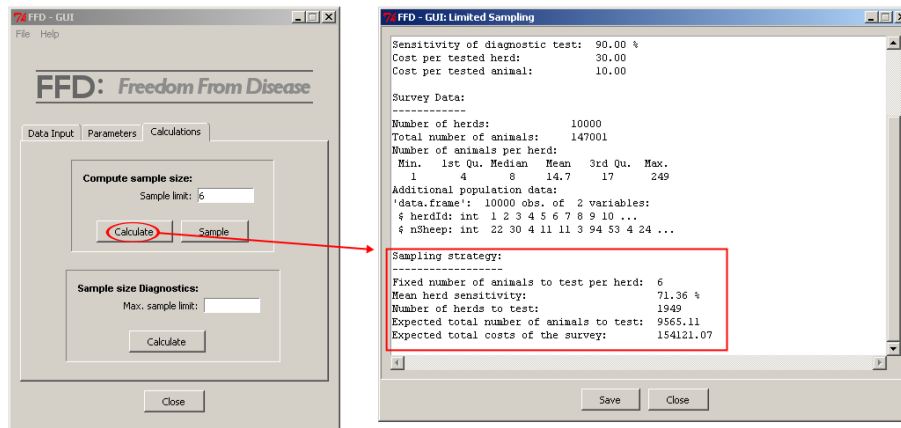 FFD - GUI
File Help
FFD: Freedom From Disease
Data Input Parameters Calculations
Compute sample size:
Sample limit: 6
Calculate Sample
Sample size Diagnostics:
Max. sample limit:
Calculate
Close
FFD - GUI: Limited Sampling
Sensitivity of diagnostic test: 90.00 %
Cost per tested herd: 30.00
Cost per tested animal: 10.00
Survey Data:
------------
Number of herds: 10000
Total number of animals: 147001
Number of animals per herd:
Min. 1st Qu. Median Mean 3rd Qu. Max.
1 4 8 14.7 17 249
Additional population data:
'data.frame': 10000 obs. of 2 variables:
$ herdId: int 1 2 3 4 5 6 7 8 9 10 ...
$ nSheep: int 22 30 4 11 11 3 94 53 4 24 ...
Sampling strategy:
------------------
Fixed number of animals to test per herd: 6
Mean herd sensitivity: 71.36 %
Number of herds to test: 1949
Expected total number of animals to test: 9565.11
Expected total costs of the survey: 154121.07
Save Close